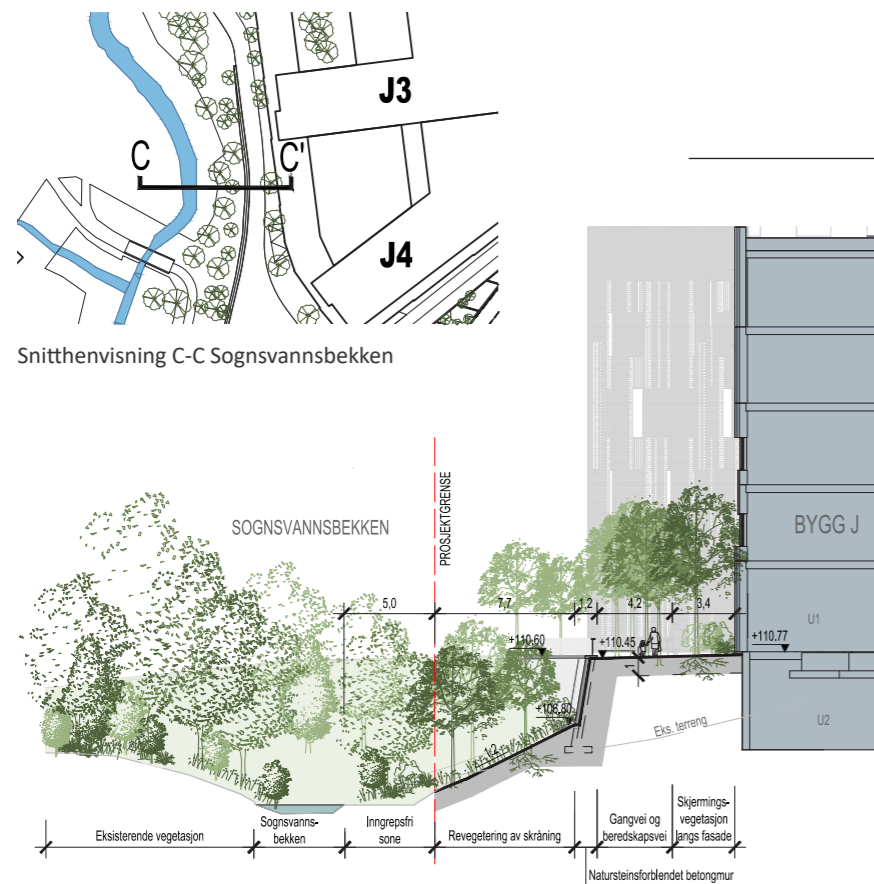 J3
C
C'
J4
Snitthenvisning C-C Sognsvannsbekken
PROSJEKTGRENSE
SOGNSVANNSBEKKEN
BYGG J
5,0
7,7
1,2
4,2
3,4
U1
+110.60
+110.45
+110.77
1
+106.80
U2
Eks. terreng
1:2
Eksisterende vegetasjon
Sognsvanns-
bekken
Inngrepsfri
sone
Revegetering av skråning
Gangvei og
beredskapsvei
Skjermings-
vegetasjon
langs fasade
Natursteinsforblendet betongmur